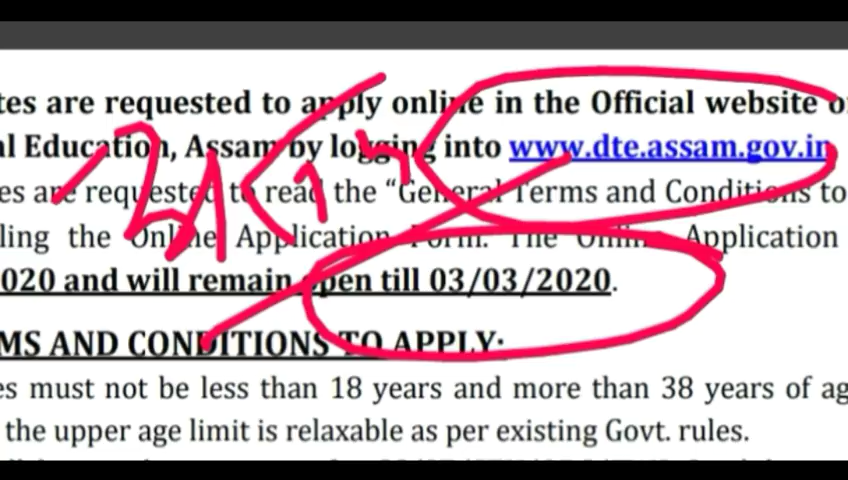 tes are requested to apply online in the Official website o
al Education, Assam by logging into www.dte.assam.gov.in
es are requested to read the “General Terms and Conditions to
ling the Online Application Form. The Online Application
020 and will remain open till 03/03/2020.
MS AND CONDITIONS TO APPLY:
es must not be less than 18 years and more than 38 years of ag
the upper age limit is relaxable as per existing Govt. rules.